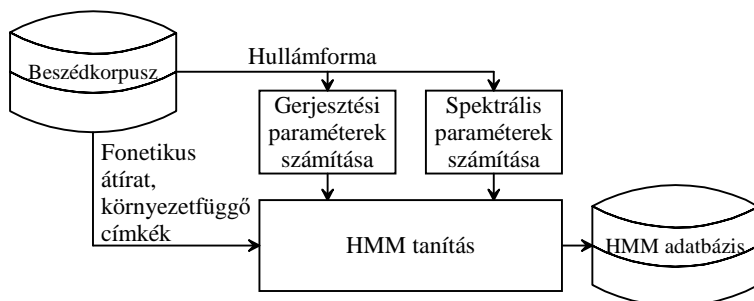 Beszédkorpusz
Hullámforma
Gerjesztési
paraméterek
számítása
Spektrális
paraméterek
számítása
Fonetikus
átírat,
környezetfüggő
címkék
HMM tanítás
HMM adatbázis